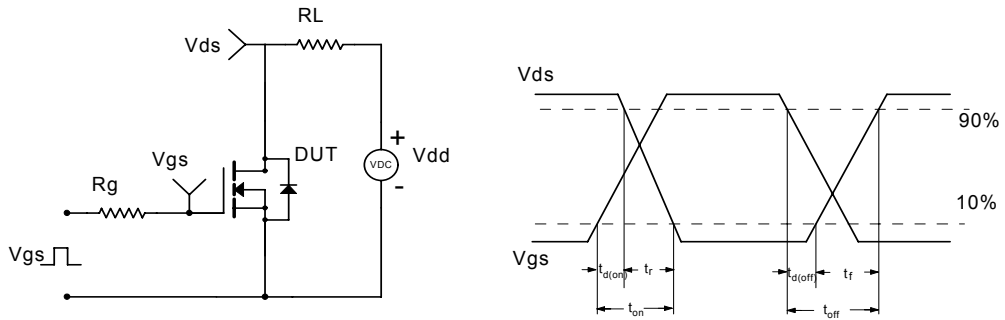 RL
Vds
Vgs
DUT
+
VDC
Vdd
-
Rg
Vgs
Vds
90%
10%
Vgs
td(on)
tr
td(off)
tf
ton
toff